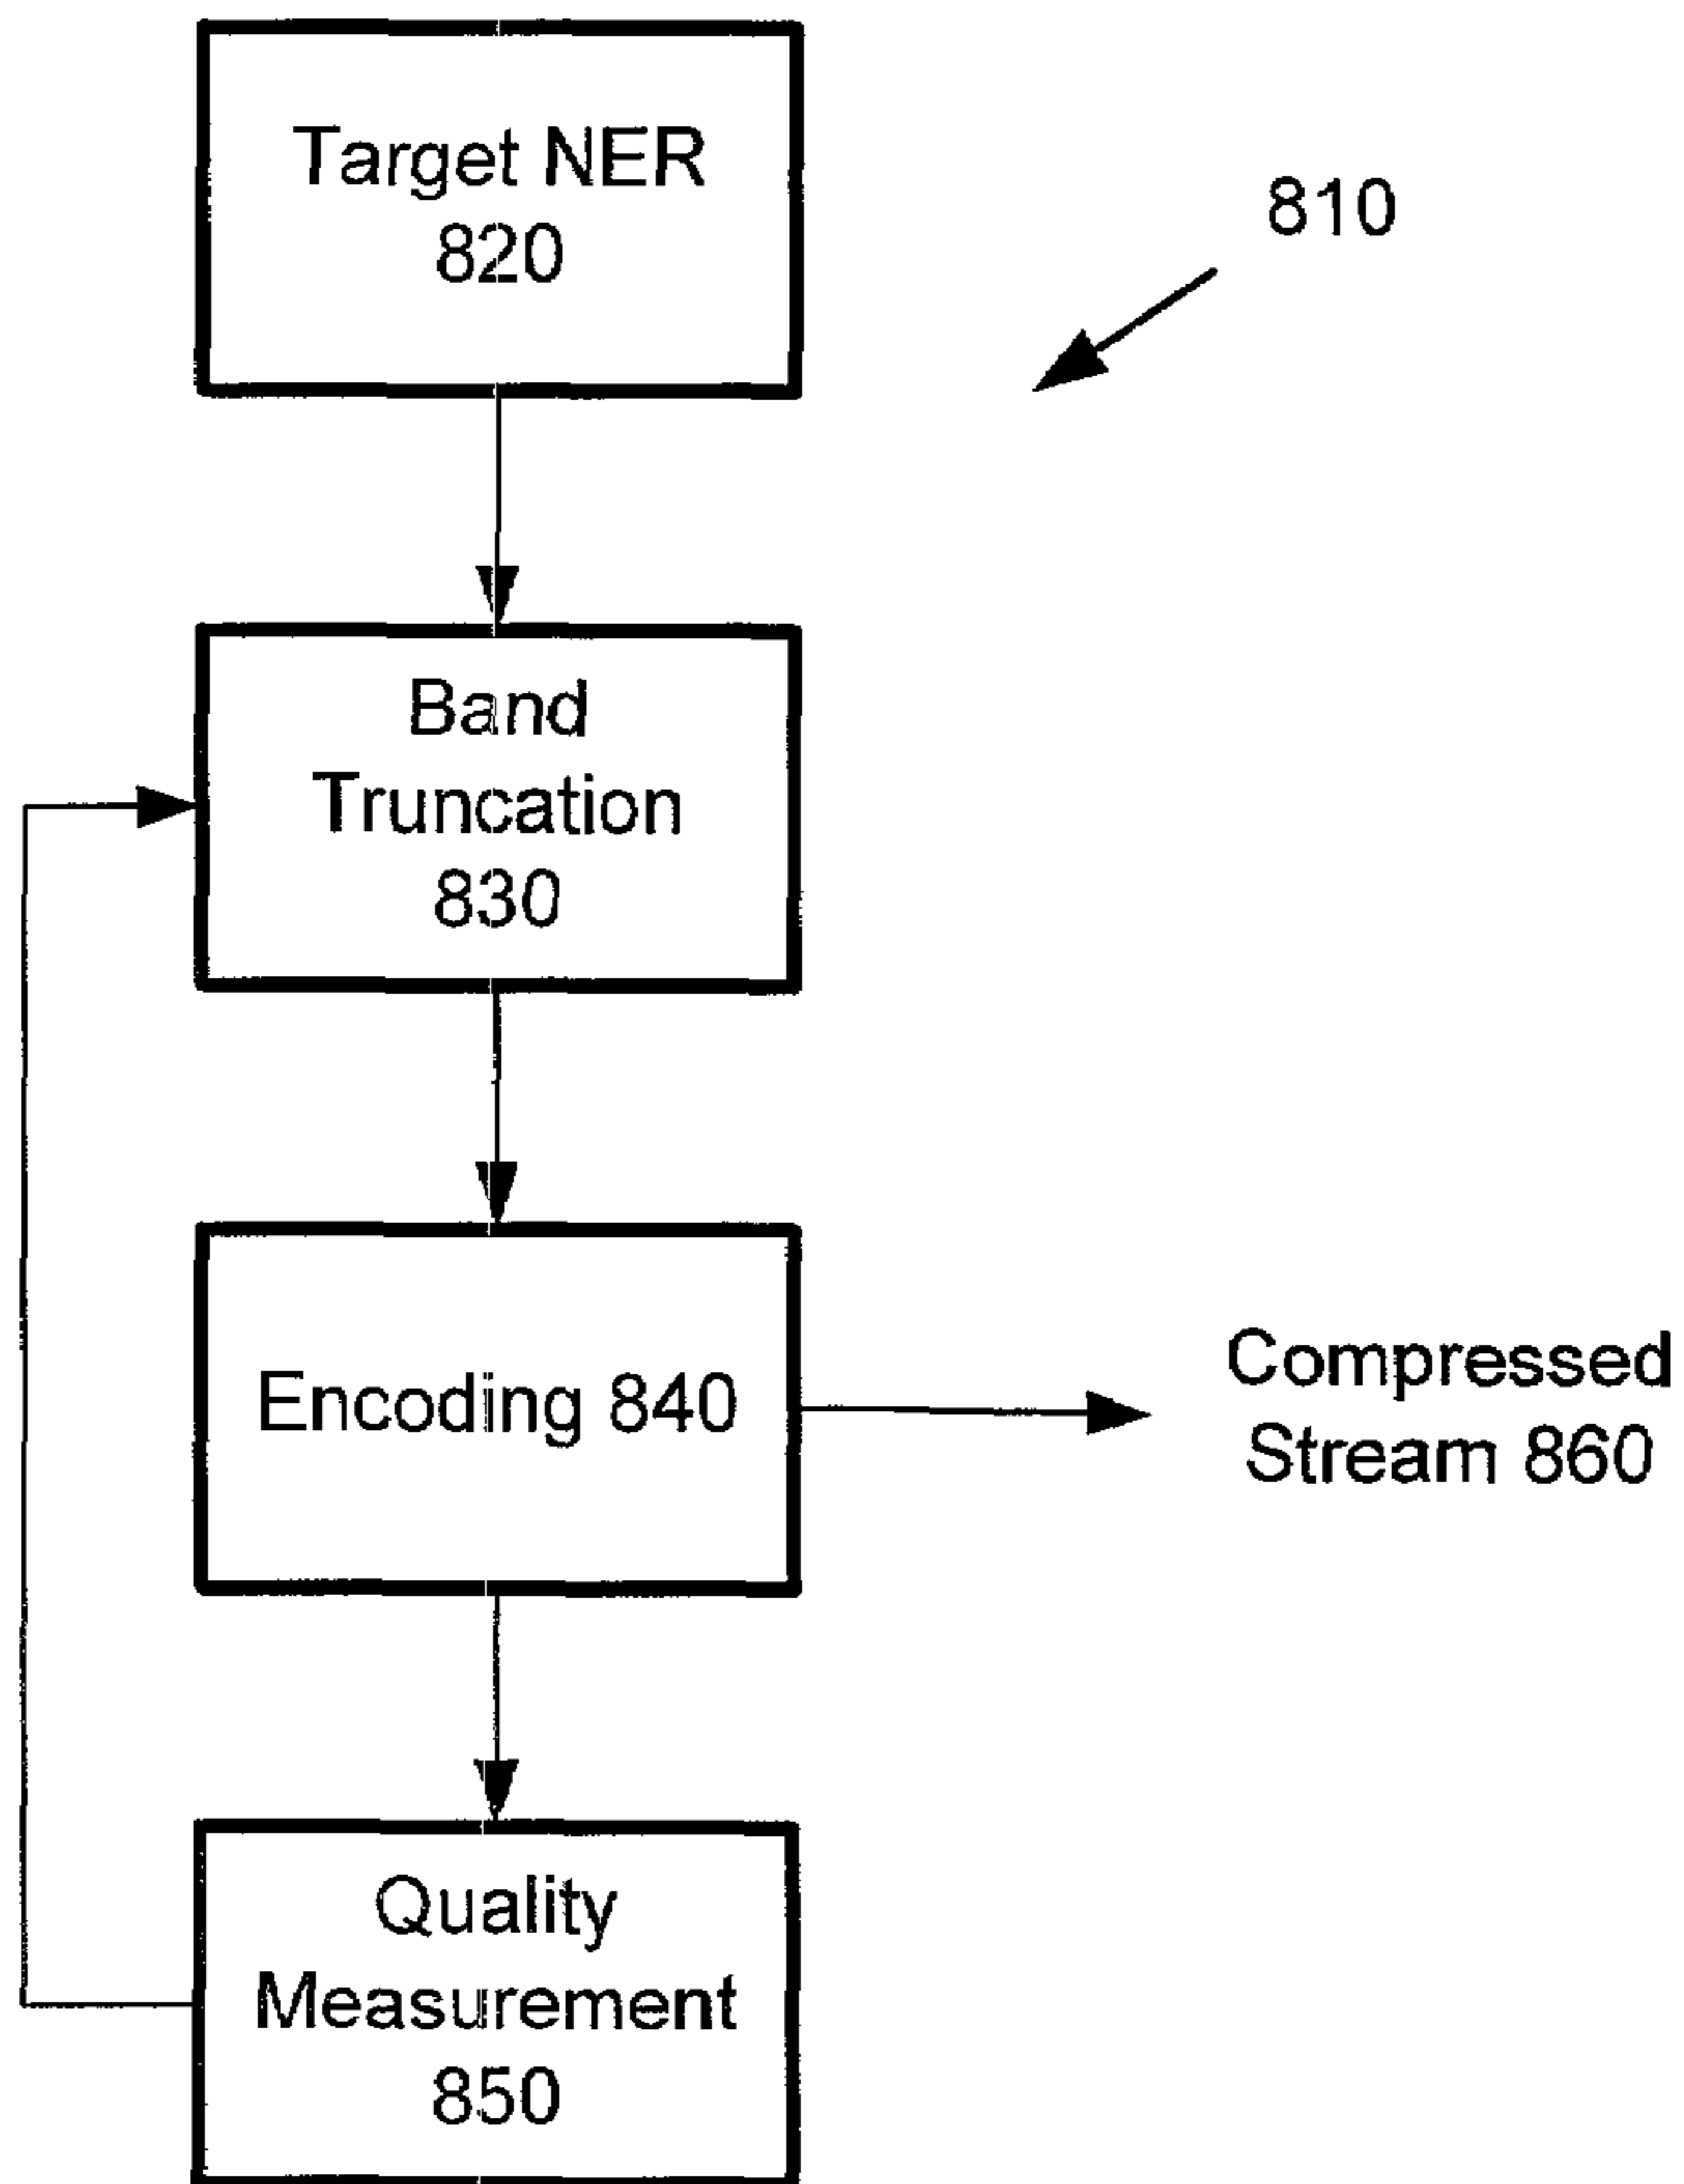 Target NER
820
810
Band
Truncation
830
Encoding 840
Compressed
Stream 860
Quality
Measurement
850